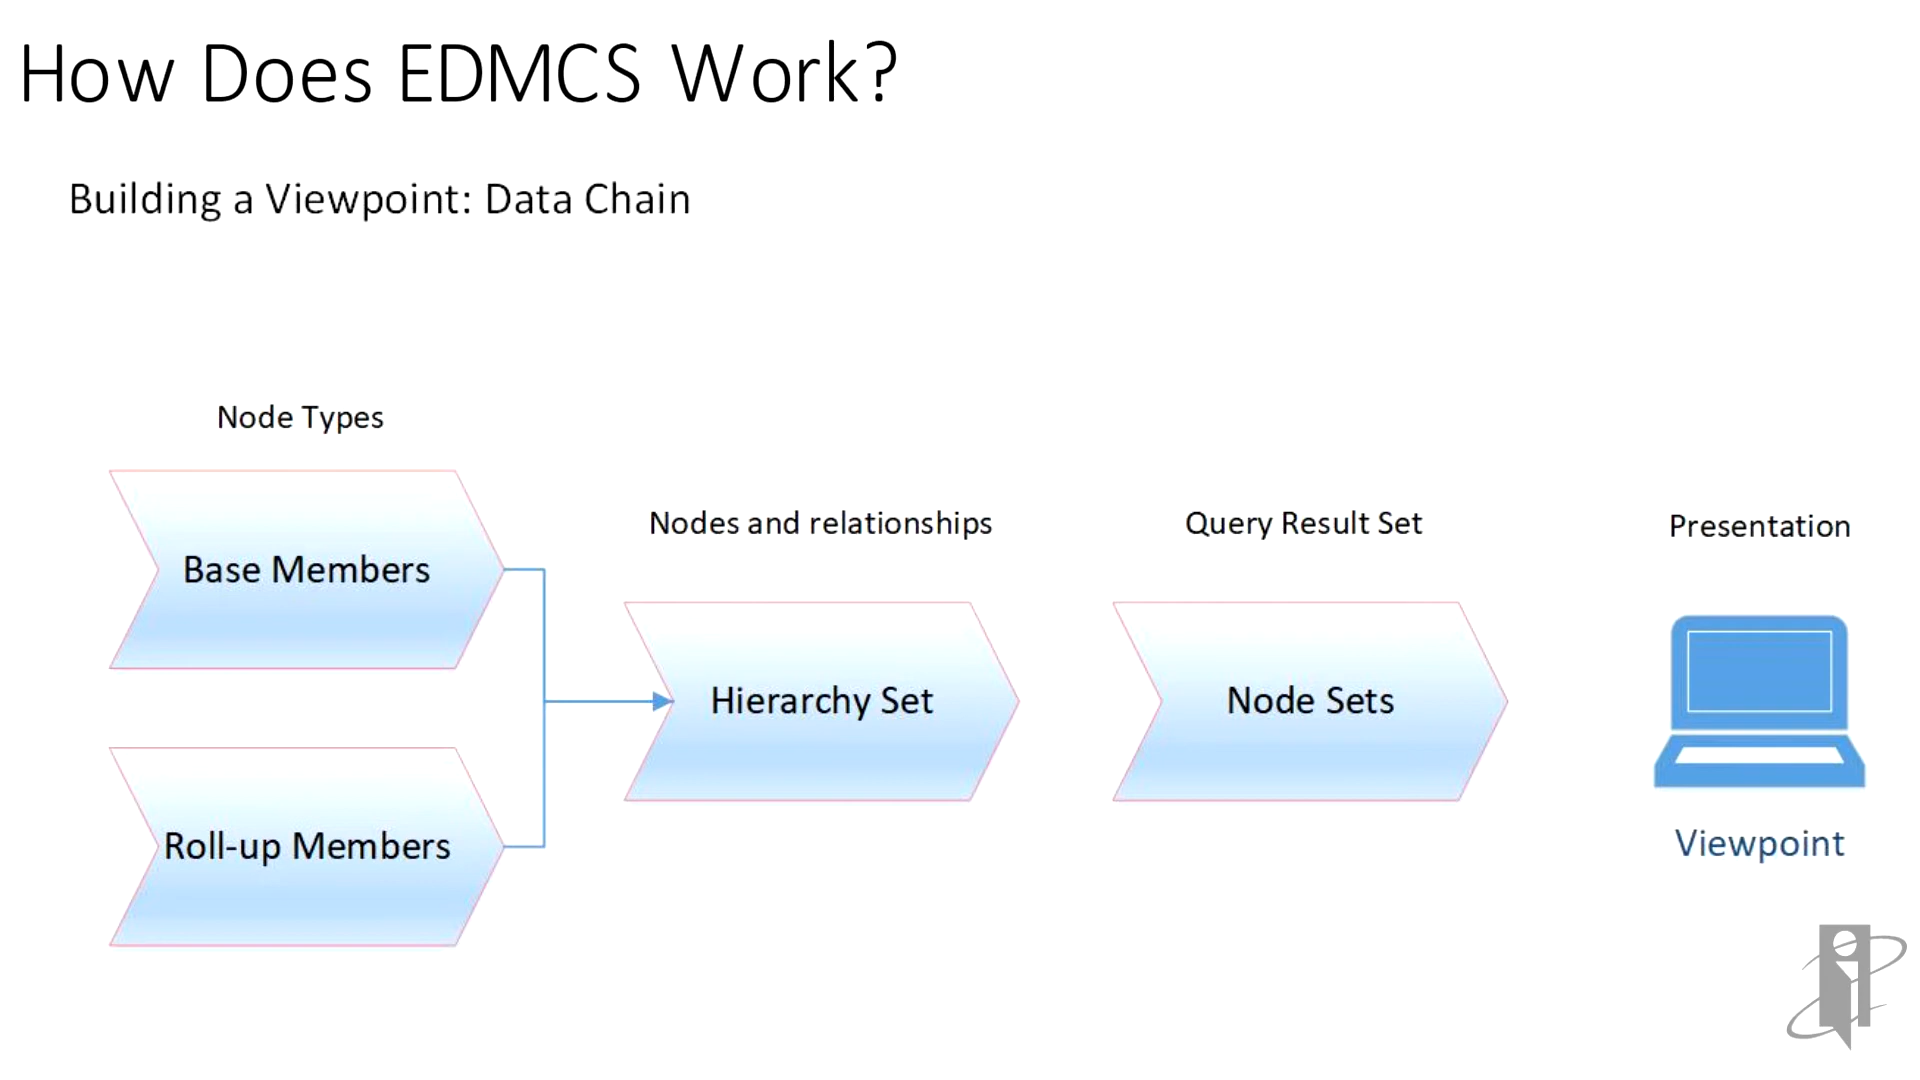 How Does EDMCS Work?
Building a Viewpoint: Data Chain
Node Types
Base Members
Roll-up Members
Nodes and relationships
Hierarchy Set
Query Result Set
Node Sets
Presentation
Viewpoint